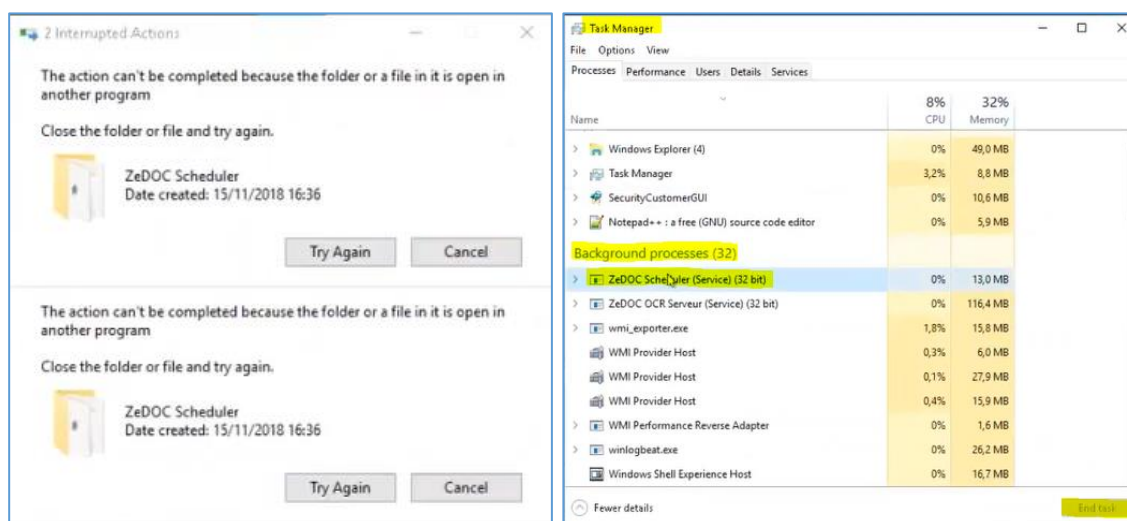 2 Interrupted Actions
The action can't be completed because the folder or a file in it is open in
another program
Close the folder or file and try again.
ZeDOC Scheduler
Date created: 15/11/2018 16:36
Try Again Cancel
The action can't be completed because the folder or a file in it is open in
another program
Close the folder or file and try again.
ZeDOC Scheduler
Date created: 15/11/2018 16:36
Try Again Cancel
Task Manager
File Options View
Processes Performance Users Details Services
8% 32%
Name CPU Memory
Windows Explorer (4) 0% 49,0 MB
Task Manager 3,2% 8,8 MB
SecurityCustomerGUI 0% 10,6 MB
Notepad++ : a free (GNU) source code editor 0% 5,9 MB
Background processes (32)
ZeDOC Scheduler (Service) (32 bit) 0% 13,0 MB
ZeDOC OCR Serveur (Service) (32 bit) 0% 116,4 MB
wmi_exporter.exe 1,8% 15,8 MB
WMI Provider Host 0,3% 6,0 MB
WMI Provider Host 0,1% 27,9 MB
WMI Provider Host 0,4% 15,9 MB
WMI Performance Reverse Adapter 0% 1,6 MB
winlogbeat.exe 0% 26,2 MB
Windows Shell Experience Host 0% 16,7 MB
Fewer details End task